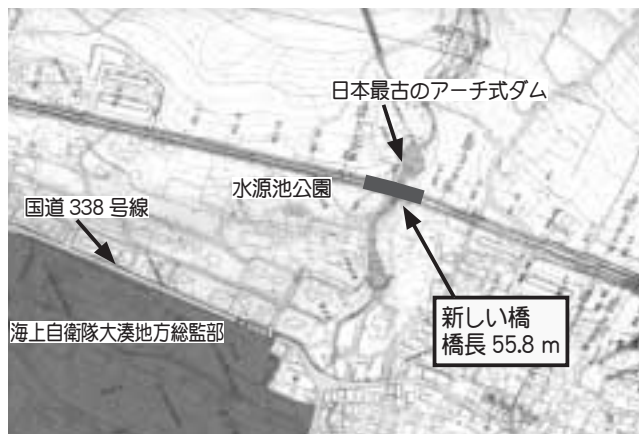 日本最古のアーチ式ダム
水源池公園
国道 338 号線
新しい橋
橋長 55.8 m
海上自衛隊大湊地方総監部